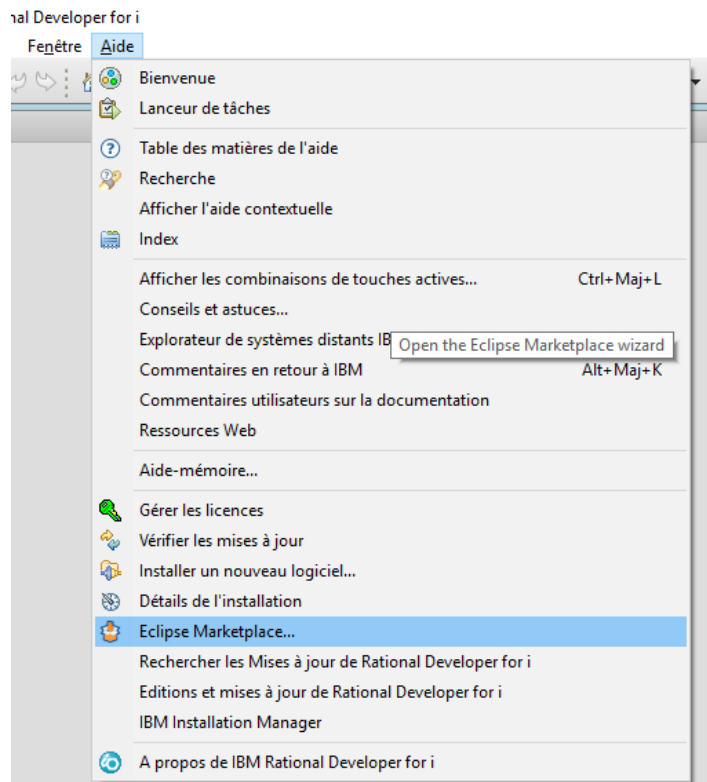 nal Developer for i
Fenêtre Aide
Bienvenue
Lanceur de tâches
Table des matières de l'aide
Recherche
Afficher l'aide contextuelle
Index
Afficher les combinaisons de touches actives... Ctrl+Maj+L
Conseils et astuces...
Explorateur de systèmes distants IB
Open the Eclipse Marketplace wizard
Commentaires en retour à IBM Alt+Maj+K
Commentaires utilisateurs sur la documentation
Ressources Web
Aide-mémoire...
Gérer les licences
Vérifier les mises à jour
Installer un nouveau logiciel...
Détails de l'installation
Eclipse Marketplace...
Rechercher les Mises à jour de Rational Developer for i
Editions et mises à jour de Rational Developer for i
IBM Installation Manager
A propos de IBM Rational Developer for i